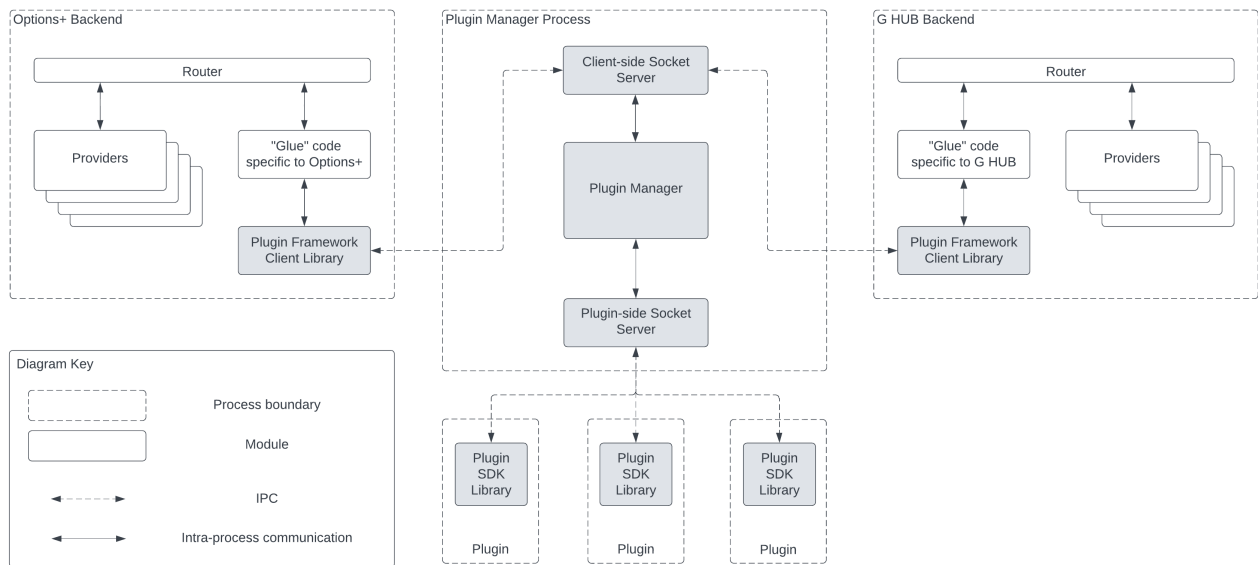 Options+ Backend
Router
Providers
"Glue" code
specific to Options+
Plugin Framework
Client Library
Plugin Manager Process
Client-side Socket
Server
Plugin Manager
Plugin-side Socket
Server
G HUB Backend
Router
"Glue" code
specific to G HUB
Providers
Plugin Framework
Client Library
Diagram Key
Process boundary
Module
IPC
Intra-process communication
Plugin
SDK
Library
Plugin
Plugin
SDK
Library
Plugin
Plugin
SDK
Library
Plugin